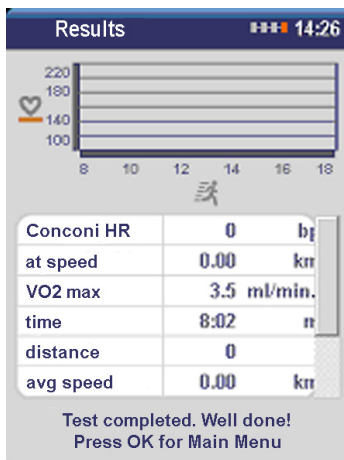 Results 14:26
220
180
140
100
8 10 12 14 16 18
Conconi HR 0
at speed 0.00
VO2 max 3.5 ml/min.
time 8:02
distance 0
avg speed 0.00
Test completed. Well done!
Press OK for Main Menu